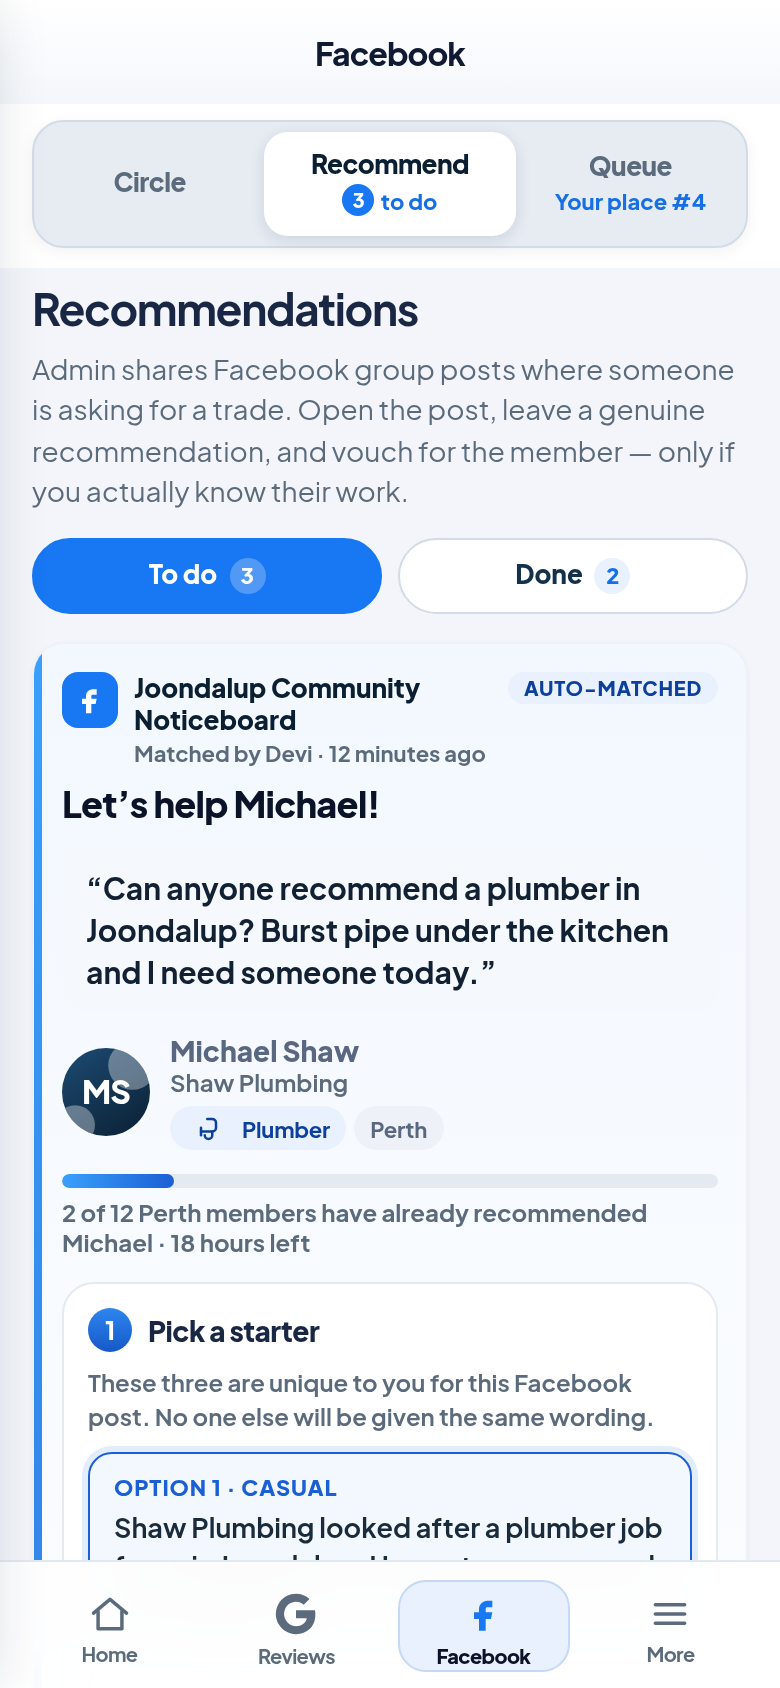 Facebook
Circle
Recommend
3 to do
Queue
Your place #4
Recommendations
Admin shares Facebook group posts where someone
is asking for a trade. Open the post, leave a genuine
recommendation, and vouch for the member — only if
you actually know their work.
To do 3
Done 2
Joondalup Community
Noticeboard
AUTO-MATCHED
Matched by Devi · 12 minutes ago
Let’s help Michael!
“Can anyone recommend a plumber in
Joondalup? Burst pipe under the kitchen
and I need someone today.”
MS
Michael Shaw
Shaw Plumbing
Plumber
Perth
2 of 12 Perth members have already recommended
Michael · 18 hours left
1 Pick a starter
These three are unique to you for this Facebook
post. No one else will be given the same wording.
OPTION 1 · CASUAL
Shaw Plumbing looked after a plumber job
Home
Reviews
Facebook
More